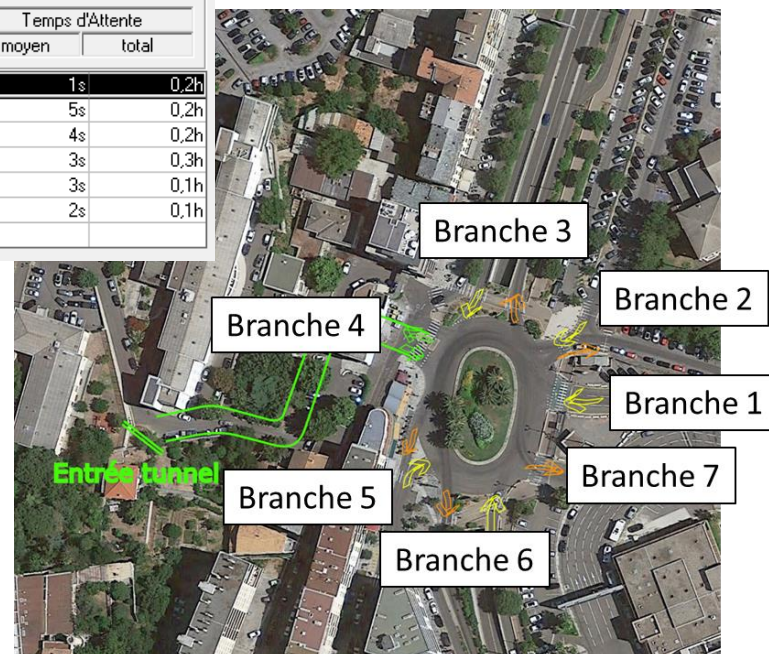 Temps d'Attente
moyen total
1s 0,2h
5s 0,2h
4s 0,2h
3s 0,3h
3s 0,1h
2s 0,1h
Branche 3
Branche 2
Branche 4
Branche 1
Entrée tunnel
Branche 7
Branche 5
Branche 6